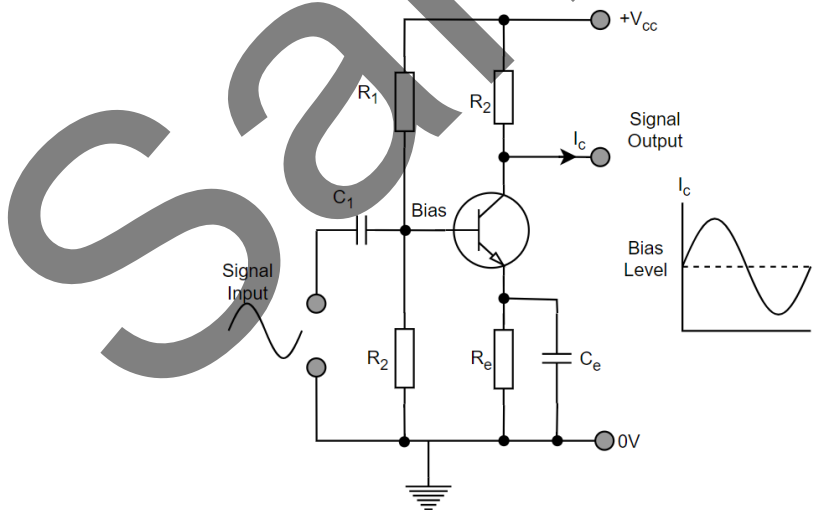 +Vcc
R1
R2
Ic
Signal
Output
C1
Bias
Signal
Input
Ic
Bias
Level
R2
Re
Ce
0V